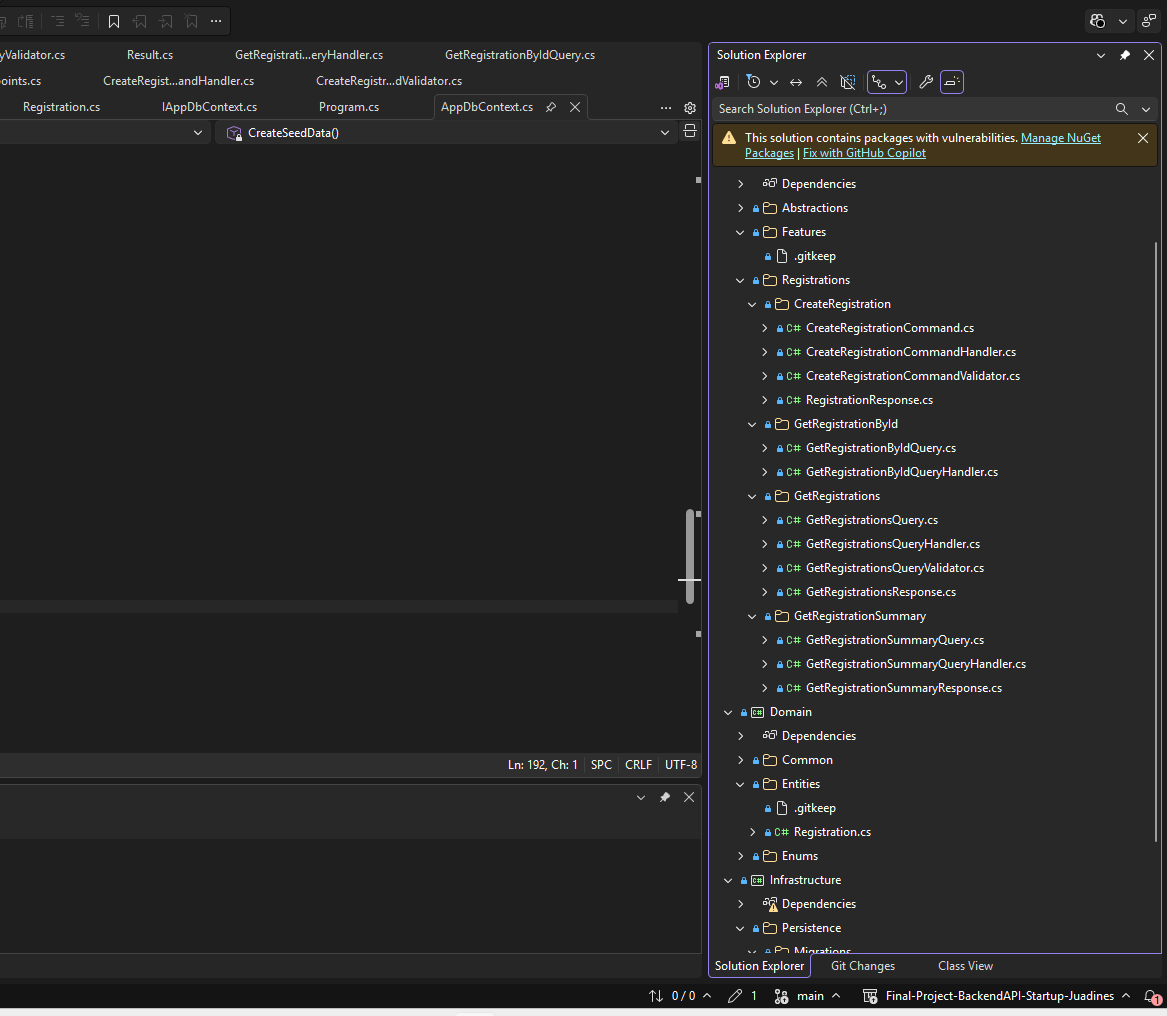 yValidator.cs Result.cs GetRegistrati...eryHandler.cs GetRegistrationByIdQuery.cs
oints.cs CreateRegist...andHandler.cs CreateRegistr...dValidator.cs
Registration.cs IAppDbContext.cs Program.cs AppDbContext.cs
CreateSeedData()
Ln: 192, Ch: 1 SPC CRLF UTF-8
Solution Explorer
Search Solution Explorer (Ctrl+;)
This solution contains packages with vulnerabilities. Manage NuGet
Packages | Fix with GitHub Copilot
Dependencies
Abstractions
Features
.gitkeep
Registrations
CreateRegistration
C# CreateRegistrationCommand.cs
C# CreateRegistrationCommandHandler.cs
C# CreateRegistrationCommandValidator.cs
C# RegistrationResponse.cs
GetRegistrationById
C# GetRegistrationByIdQuery.cs
C# GetRegistrationByIdQueryHandler.cs
GetRegistrations
C# GetRegistrationsQuery.cs
C# GetRegistrationsQueryHandler.cs
C# GetRegistrationsQueryValidator.cs
C# GetRegistrationsResponse.cs
GetRegistrationSummary
C# GetRegistrationSummaryQuery.cs
C# GetRegistrationSummaryQueryHandler.cs
C# GetRegistrationSummaryResponse.cs
C# Domain
Dependencies
Common
Entities
.gitkeep
C# Registration.cs
Enums
C# Infrastructure
Dependencies
Persistence
Migrations
Solution Explorer Git Changes Class View
0 / 0 1 main Final-Project-BackendAPI-Startup-Juadines 1